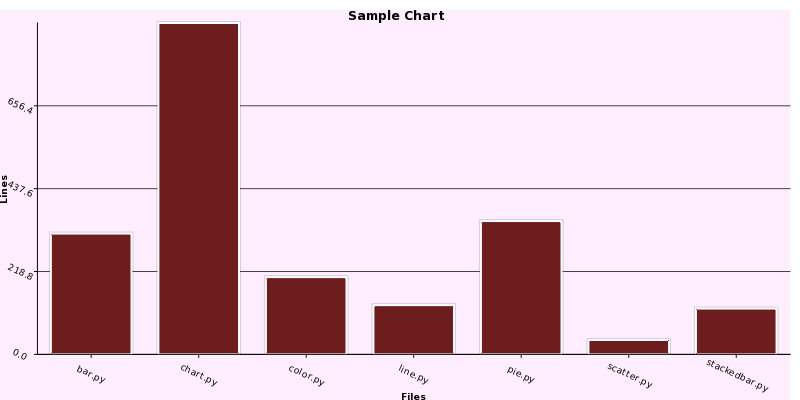 Sample Chart
656.4
437.6
218.8
0.0
Lines
bar.py
chart.py
color.py
line.py
pie.py
scatter.py
stackedbar.py
Files